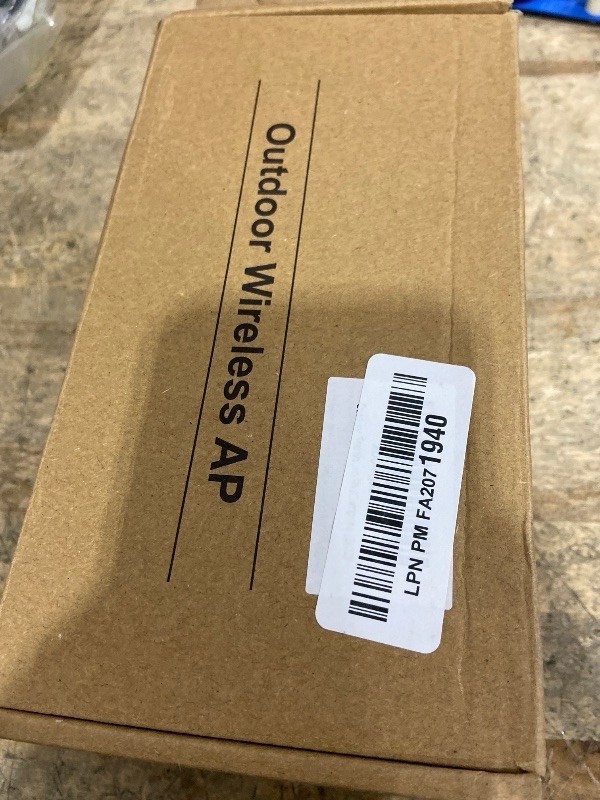 Outdoor Wireless AP
LPN PM FA2071940